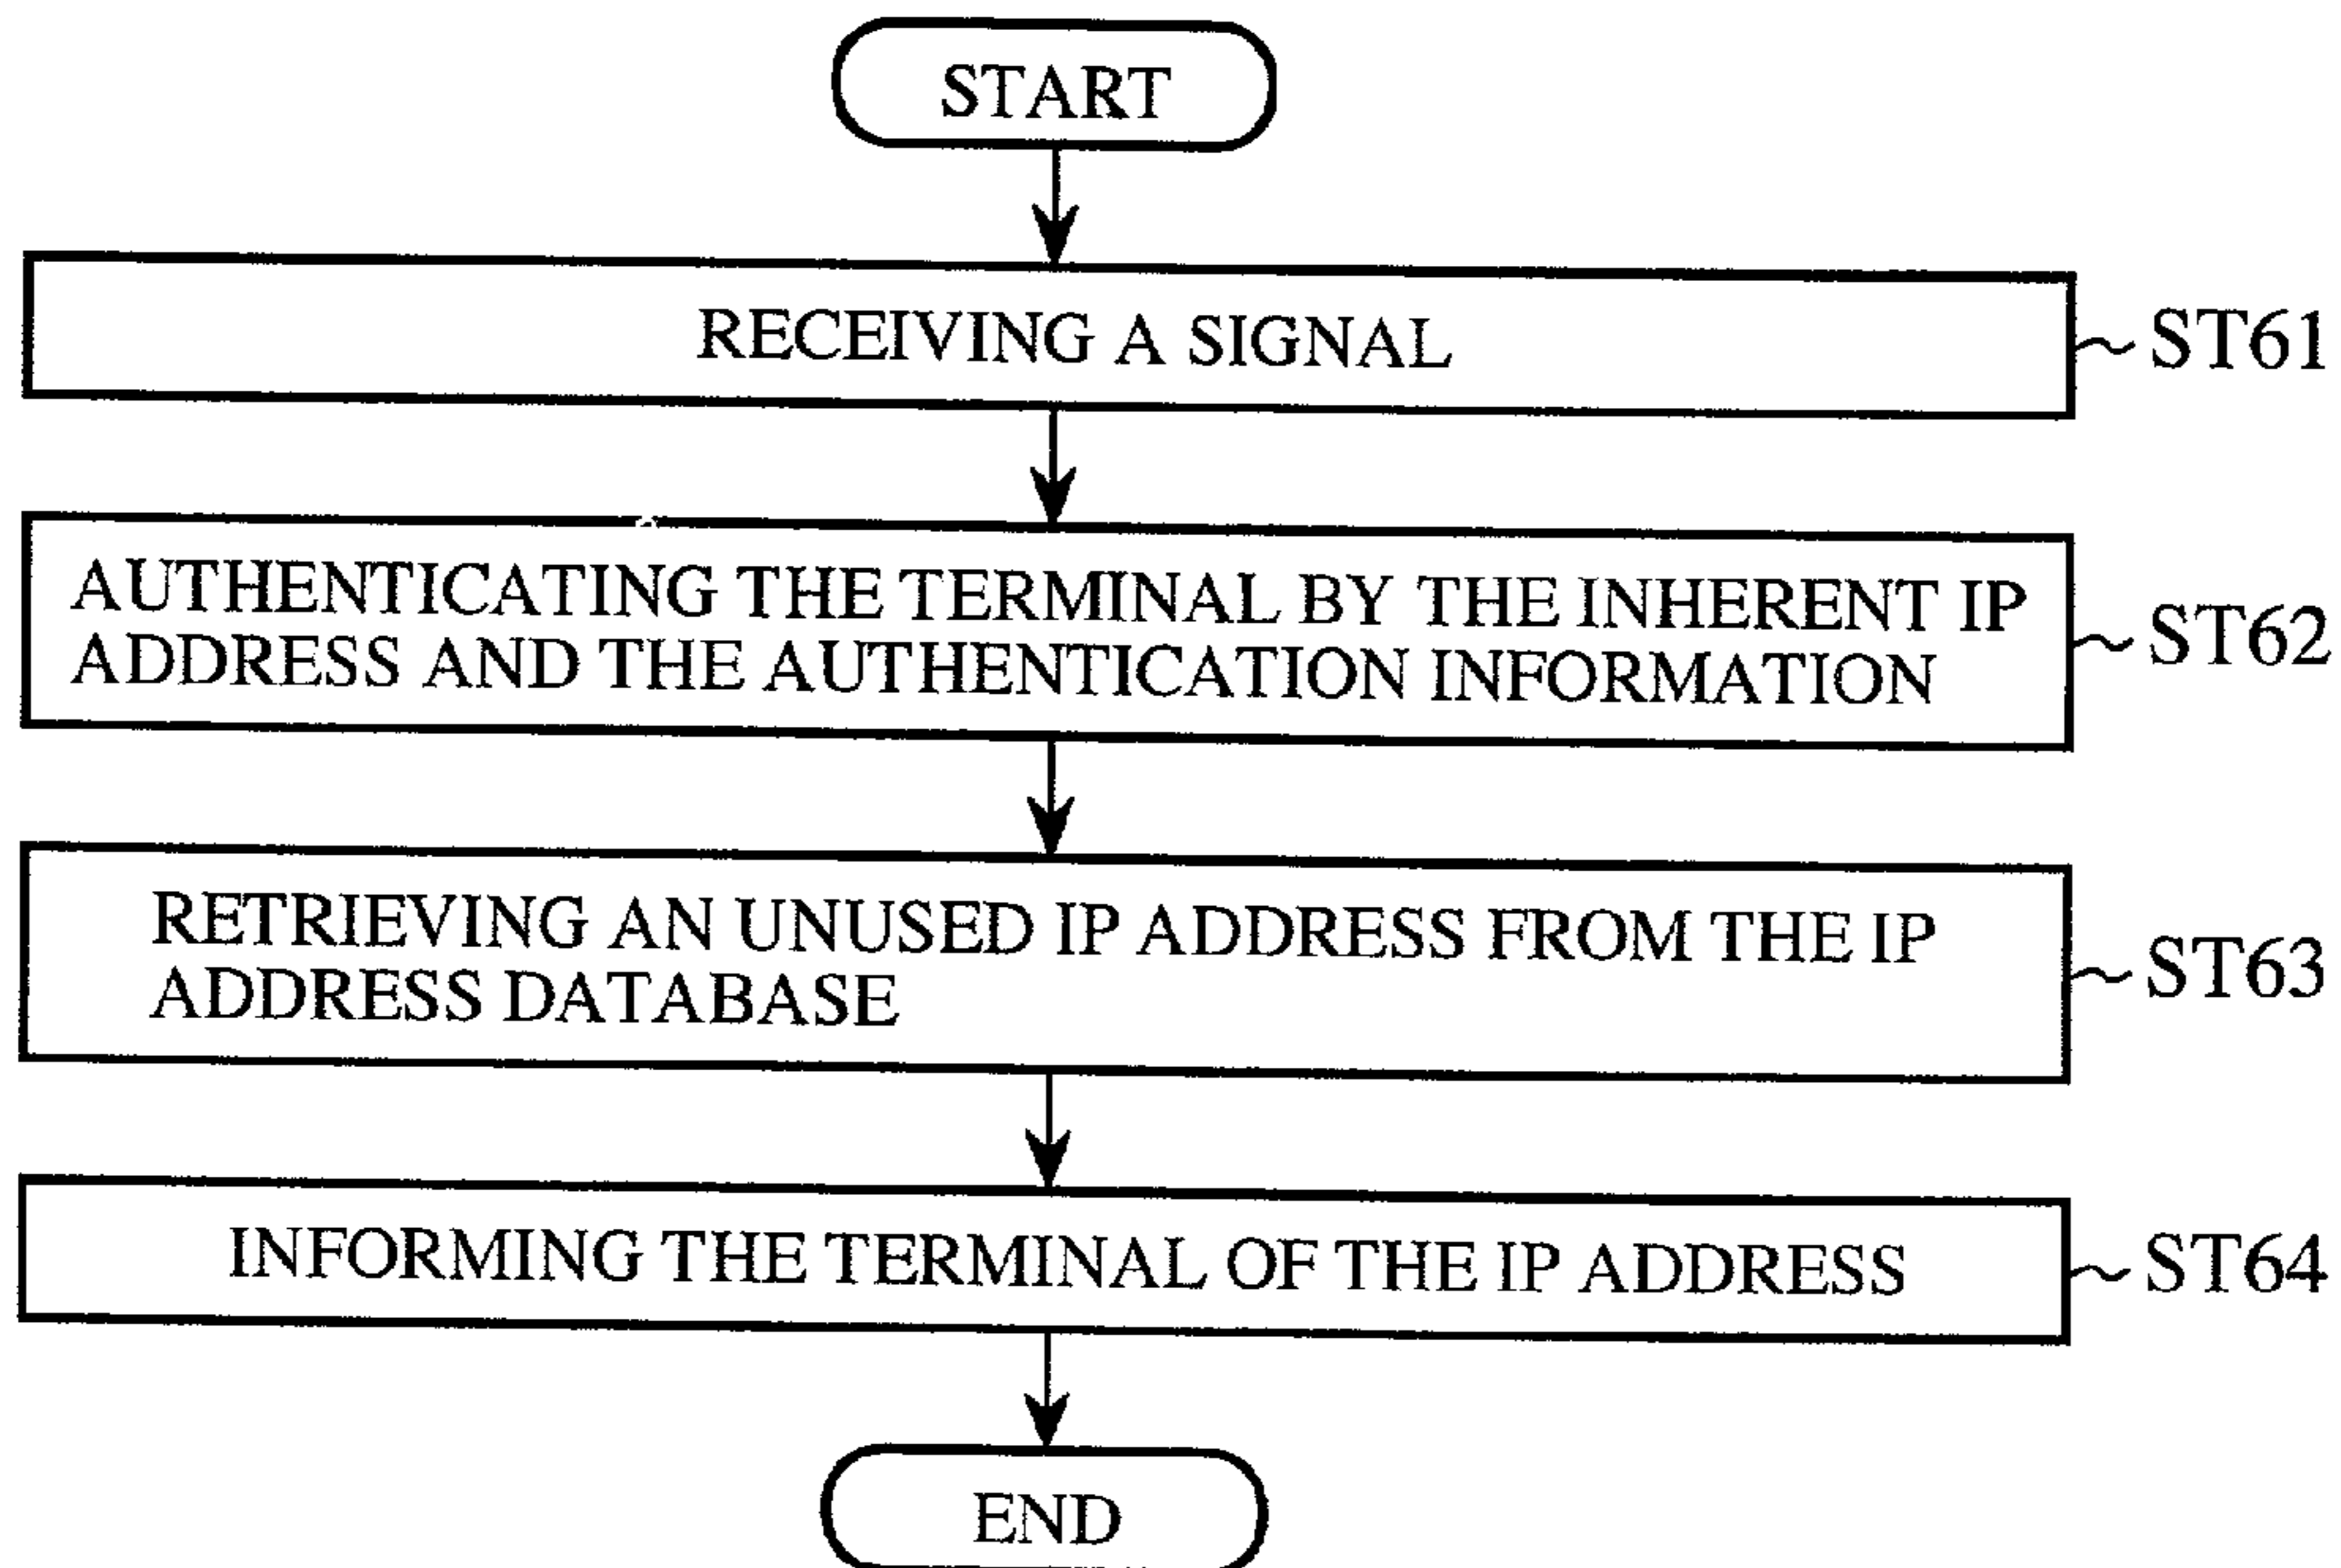 START
RECEIVING A SIGNAL
ST61
AUTHENTICATING THE TERMINAL BY THE INHERENT IP
ADDRESS AND THE AUTHENTICATION INFORMATION
ST62
RETRIEVING AN UNUSED IP ADDRESS FROM THE IP
ADDRESS DATABASE
ST63
INFORMING THE TERMINAL OF THE IP ADDRESS
ST64
END